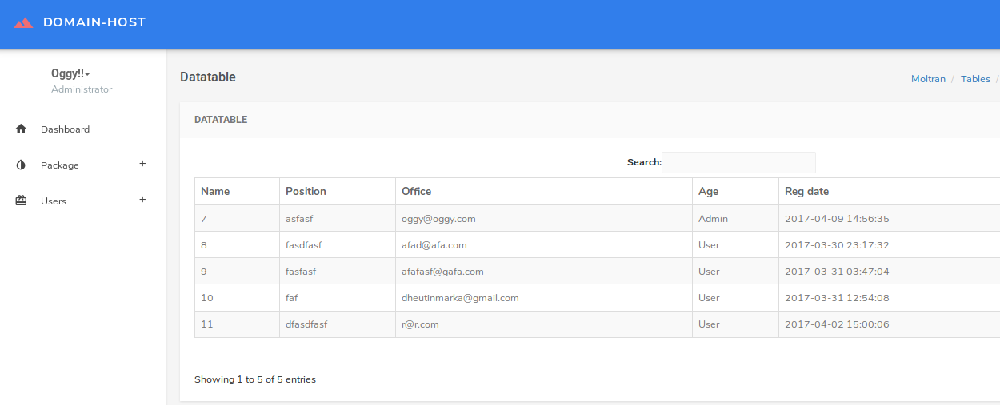 DOMAIN-HOST
Oggy!!
Administrator
Dashboard
Package +
Users +
Datatable
Moltran / Tables /
DATATABLE
Search:
Name Position Office Age Reg date
7 asfasf oggy@oggy.com Admin 2017-04-09 14:56:35
8 fasdfasf afad@afa.com User 2017-03-30 23:17:32
9 fasfasf afafasf@gafa.com User 2017-03-31 03:47:04
10 faf dheutinmarka@gmail.com User 2017-03-31 12:54:08
11 dfasdfasf r@r.com User 2017-04-02 15:00:06
Showing 1 to 5 of 5 entries